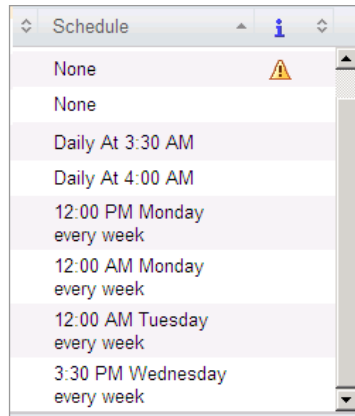 Schedule
None
None
Daily At 3:30 AM
Daily At 4:00 AM
12:00 PM Monday
every week
12:00 AM Monday
every week
12:00 AM Tuesday
every week
3:30 PM Wednesday
every week